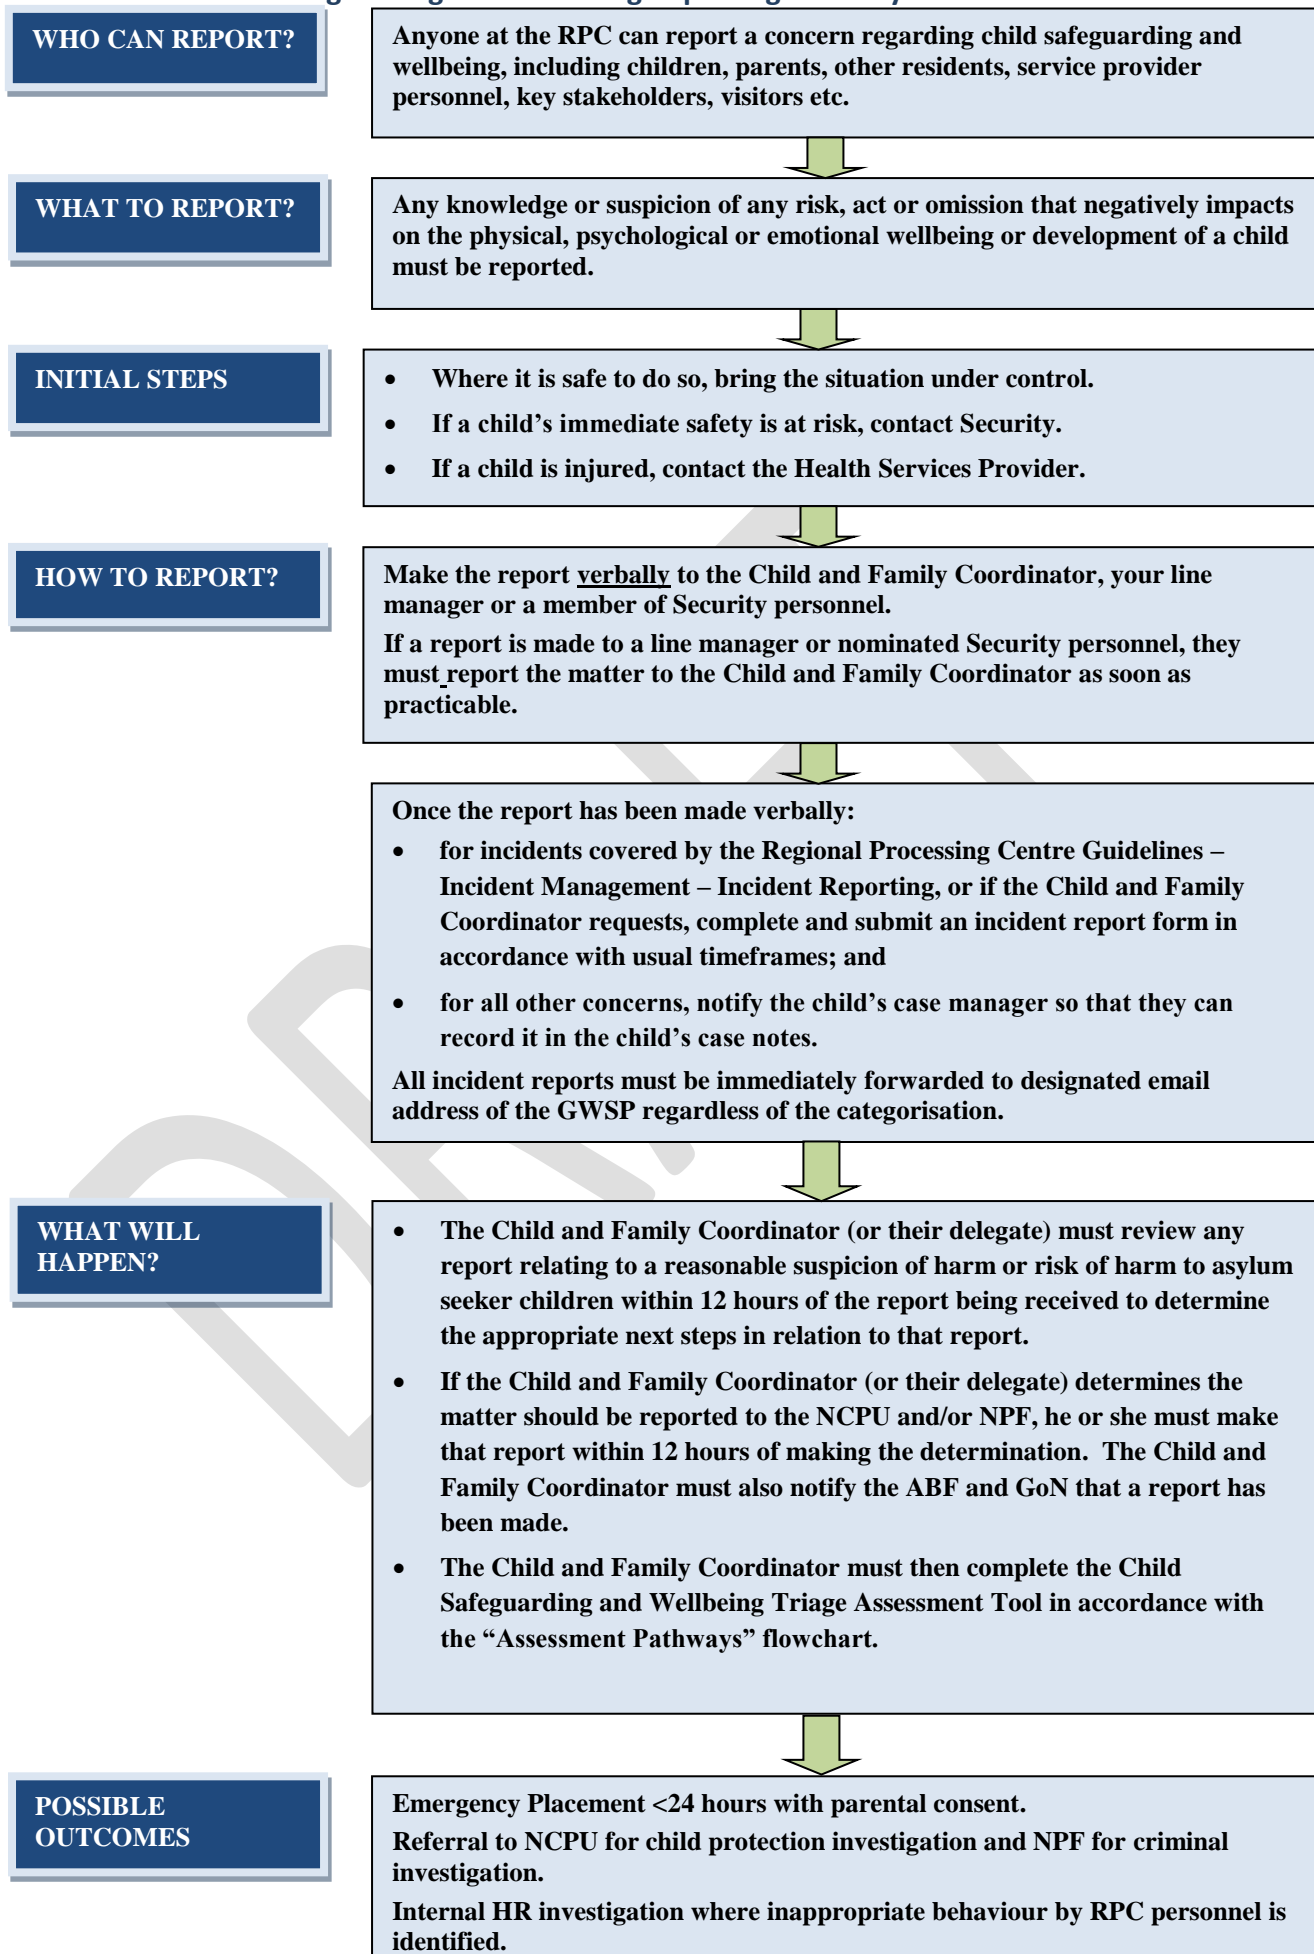 WHO CAN REPORT?
Anyone at the RPC can report a concern regarding child safeguarding and
wellbeing, including children, parents, other residents, service provider
personnel, key stakeholders, visitors etc.
WHAT TO REPORT?
Any knowledge or suspicion of any risk, act or omission that negatively impacts
on the physical, psychological or emotional wellbeing or development of a child
must be reported.
INITIAL STEPS
• Where it is safe to do so, bring the situation under control.
• If a child’s immediate safety is at risk, contact Security.
• If a child is injured, contact the Health Services Provider.
HOW TO REPORT?
Make the report verbally to the Child and Family Coordinator, your line
manager or a member of Security personnel.
If a report is made to a line manager or nominated Security personnel, they
must report the matter to the Child and Family Coordinator as soon as
practicable.
Once the report has been made verbally:
• for incidents covered by the Regional Processing Centre Guidelines –
Incident Management – Incident Reporting, or if the Child and Family
Coordinator requests, complete and submit an incident report form in
accordance with usual timeframes; and
• for all other concerns, notify the child’s case manager so that they can
record it in the child’s case notes.
All incident reports must be immediately forwarded to designated email
address of the GWSP regardless of the categorisation.
WHAT WILL
HAPPEN?
• The Child and Family Coordinator (or their delegate) must review any
report relating to a reasonable suspicion of harm or risk of harm to asylum
seeker children within 12 hours of the report being received to determine
the appropriate next steps in relation to that report.
• If the Child and Family Coordinator (or their delegate) determines the
matter should be reported to the NCPU and/or NPF, he or she must make
that report within 12 hours of making the determination. The Child and
Family Coordinator must also notify the ABF and GoN that a report has
been made.
• The Child and Family Coordinator must then complete the Child
Safeguarding and Wellbeing Triage Assessment Tool in accordance with
the “Assessment Pathways” flowchart.
POSSIBLE
OUTCOMES
Emergency Placement <24 hours with parental consent.
Referral to NCPU for child protection investigation and NPF for criminal
investigation.
Internal HR investigation where inappropriate behaviour by RPC personnel is
identified.